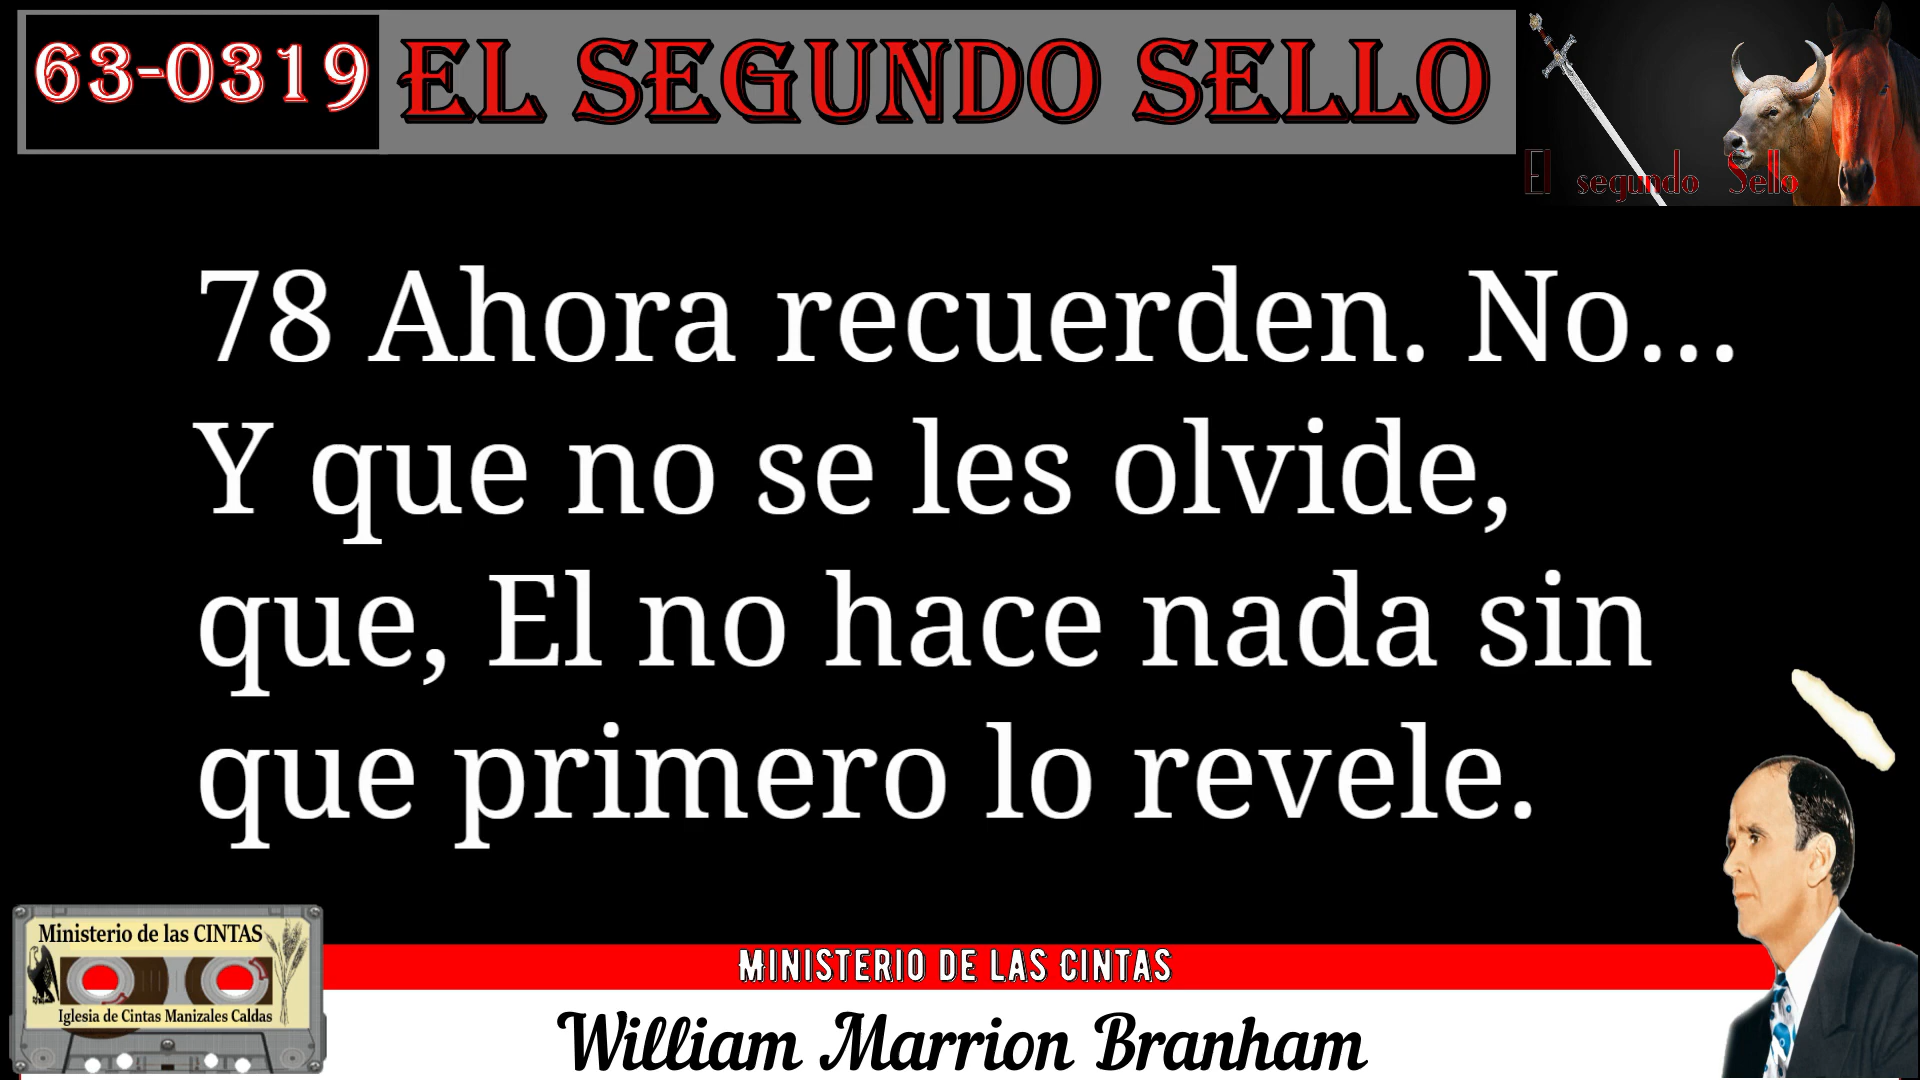 63-0319
EL SEGUNDO SELLO
El segundo Sello
78 Ahora recuerden. No...
Y que no se les olvide,
que, El no hace nada sin
que primero lo revele.
Ministerio de las CINTAS
Iglesia de Cintas Manizales Caldas
MINISTERIO DE LAS CINTAS
William Marrion Branham